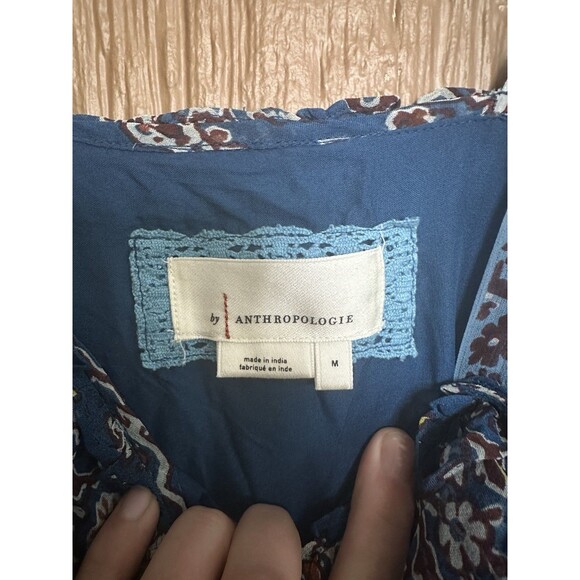 by ANTHROPOLOGIE
made in india
fabriqué en inde
M